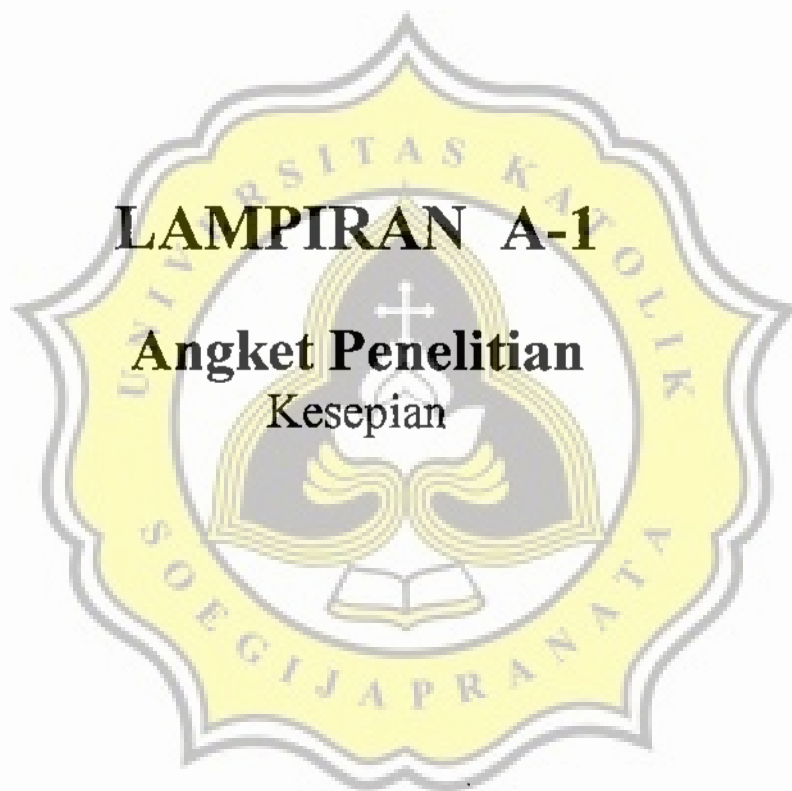 UNIVERSITAS KATOLIK
LAMPIRAN A-1
Angket Penelitian
Kesepian
SOEGIJAPRANATA